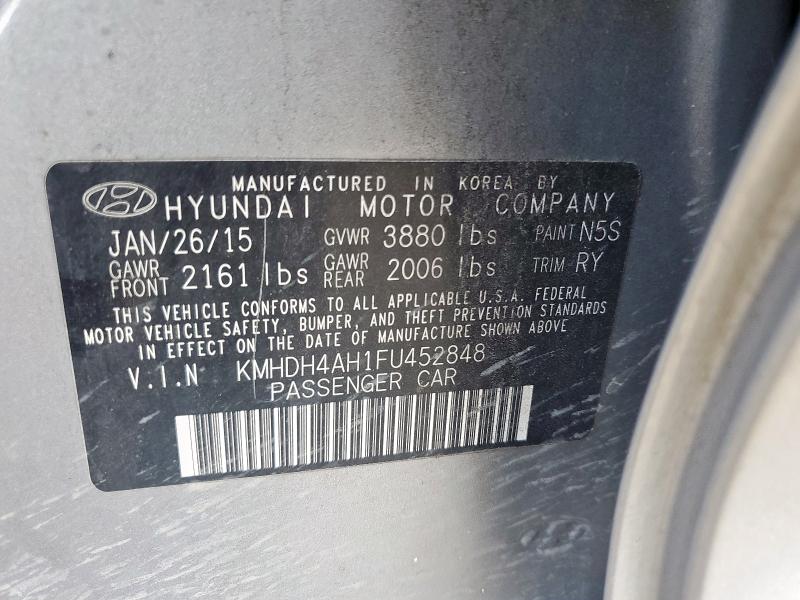 MANUFACTURED IN KOREA BY
HYUNDAI MOTOR COMPANY
JAN/26/15 GVWR 3880 lbs PAINT N5S
GAWR FRONT 2161 lbs GAWR REAR 2006 lbs TRIM RY
THIS VEHICLE CONFORMS TO ALL APPLICABLE U.S.A. FEDERAL
MOTOR VEHICLE SAFETY, BUMPER, AND THEFT PREVENTION STANDARDS
IN EFFECT ON THE DATE OF MANUFACTURE SHOWN ABOVE
V.I.N KMHDH4AH1FU452848
PASSENGER CAR